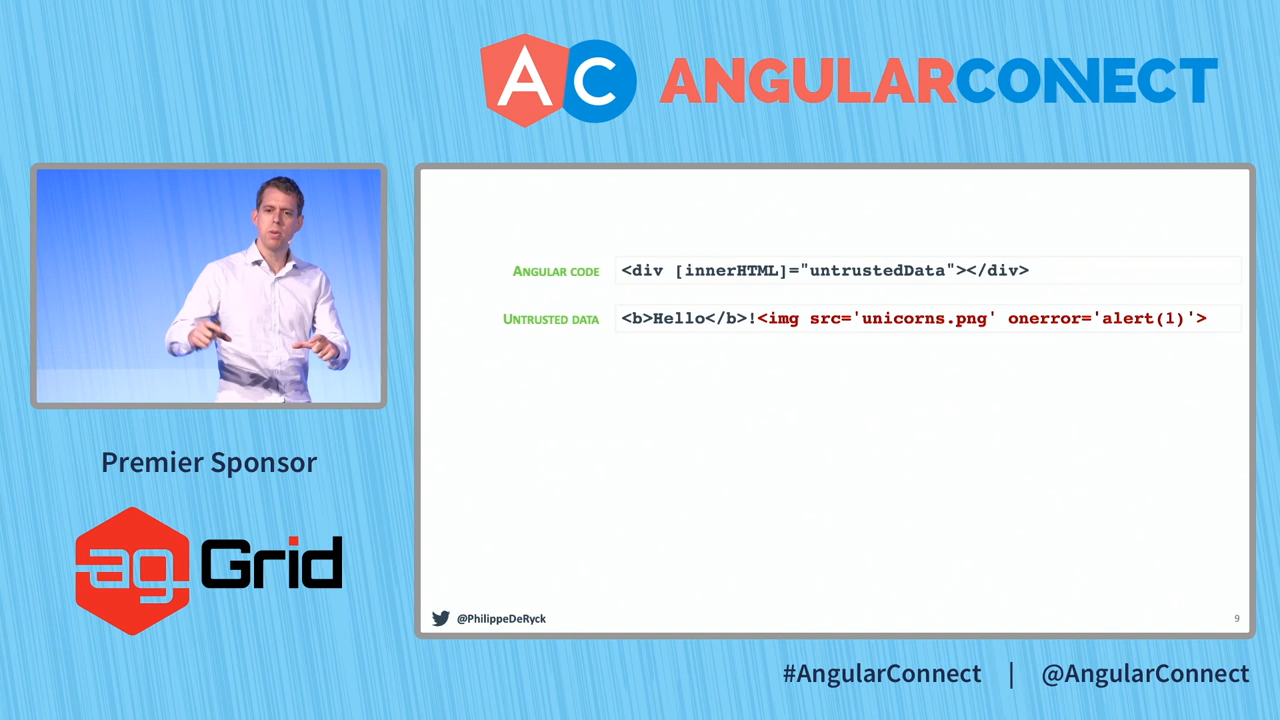 AC ANGULARCONNECT
ANGULAR CODE <div [innerHTML]="untrustedData"></div>
UNTRUSTED DATA <b>Hello</b>!<img src='unicorns.png' onerror='alert(1)'>
Premier Sponsor
ag Grid
@PhilippeDeRyck 9
#AngularConnect | @AngularConnect